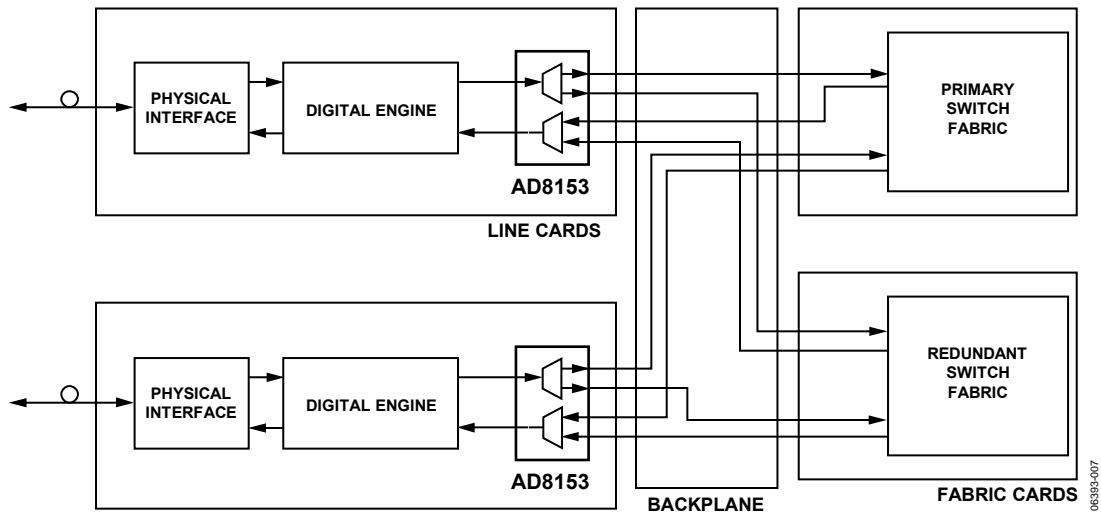 PHYSICAL
INTERFACE
DIGITAL ENGINE
AD8153
LINE CARDS
PRIMARY
SWITCH
FABRIC
PHYSICAL
INTERFACE
DIGITAL ENGINE
AD8153
BACKPLANE
REDUNDANT
SWITCH
FABRIC
FABRIC CARDS
06393-007